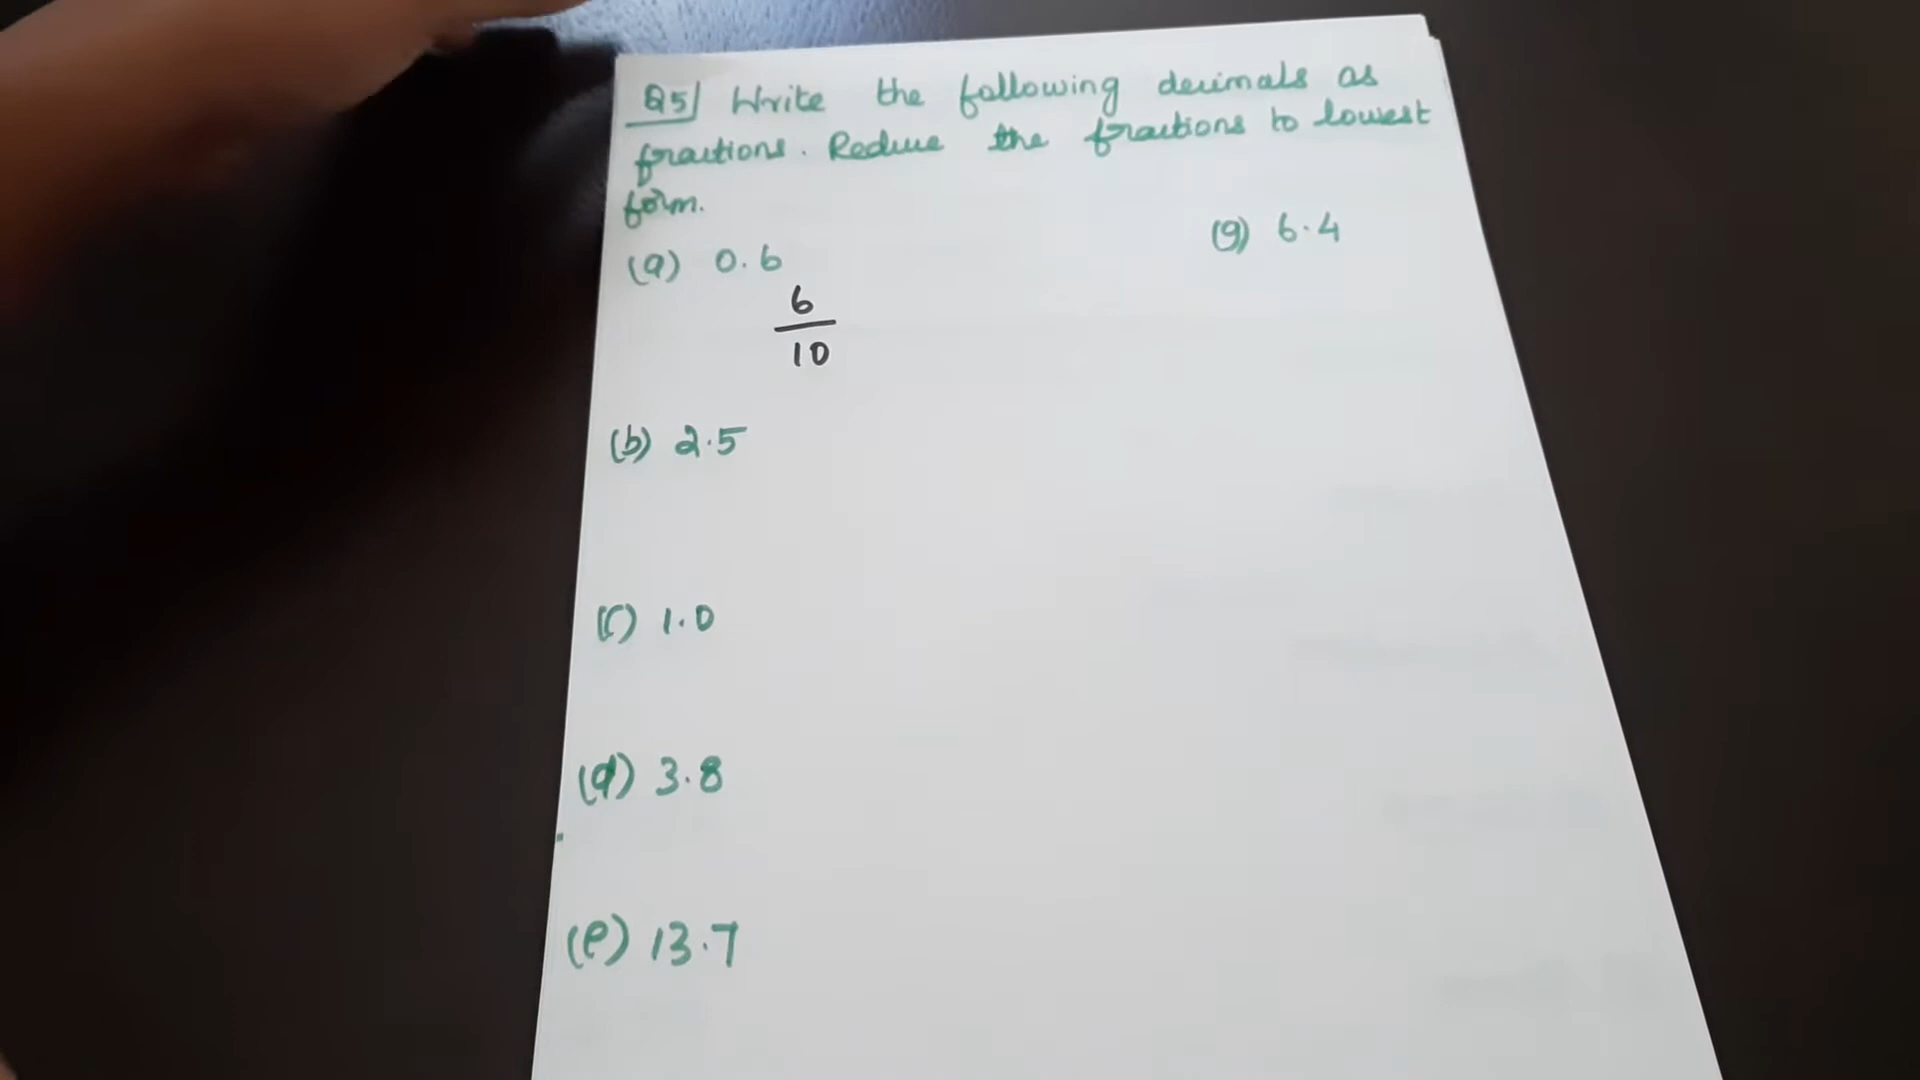 Q5/ Write the following decimals as
fractions. Reduce the fractions to lowest
form.
(a) 0.6
6
10
(b) 2.5
(c) 1.0
(d) 3.8
(e) 13.7
(g) 6.4